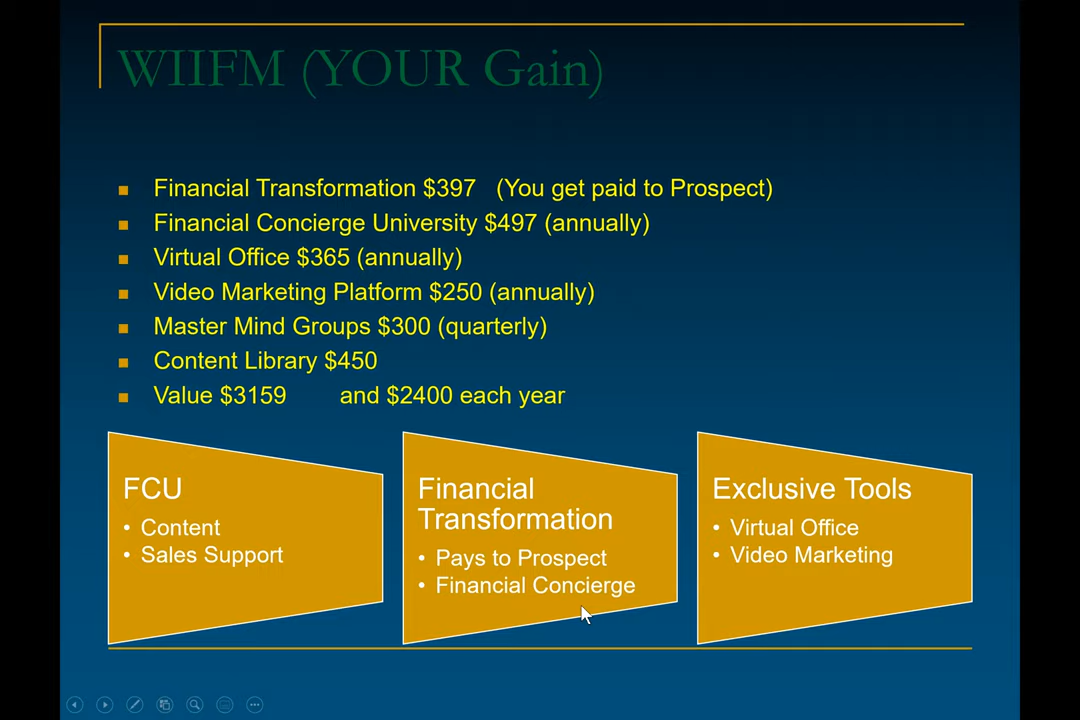 WIIFM (YOUR Gain)
Financial Transformation $397 (You get paid to Prospect)
Financial Concierge University $497 (annually)
Virtual Office $365 (annually)
Video Marketing Platform $250 (annually)
Master Mind Groups $300 (quarterly)
Content Library $450
Value $3159 and $2400 each year
FCU
• Content
• Sales Support
Financial
Transformation
• Pays to Prospect
• Financial Concierge
Exclusive Tools
• Virtual Office
• Video Marketing